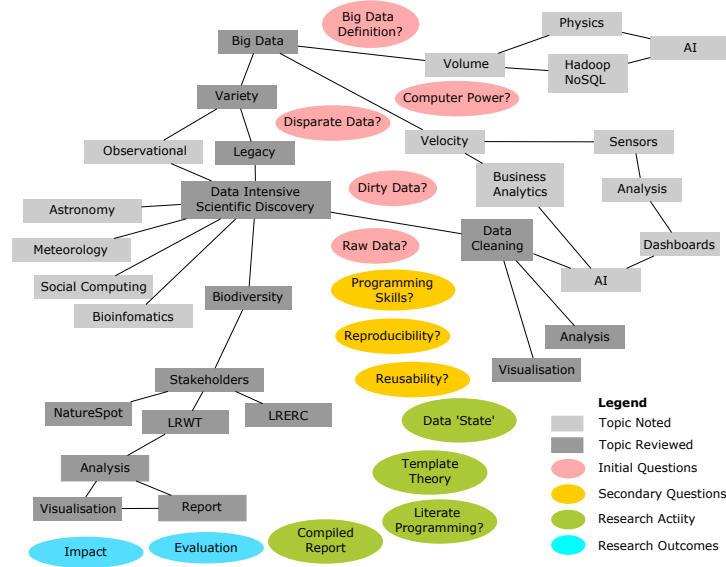 Big Data
Definition?
Physics
Big Data
AI
Volume
Hadoop
NoSQL
Variety
Computer Power?
Disparate Data?
Observational
Legacy
Velocity
Sensors
Data Intensive
Scientific Discovery
Dirty Data?
Business
Analytics
Analysis
Astronomy
Meteorology
Raw Data?
Data
Cleaning
Dashboards
Social Computing
Biodiversity
Programming
Skills?
AI
Bioinfomatics
Reproducibility?
Analysis
Visualisation
Stakeholders
Reusability?
NatureSpot
LRWT
LRERC
Data 'State'
Analysis
Template
Theory
Visualisation
Report
Literate
Programming?
Impact
Evaluation
Compiled
Report
Legend
Topic Noted
Topic Reviewed
Initial Questions
Secondary Questions
Research Actiity
Research Outcomes